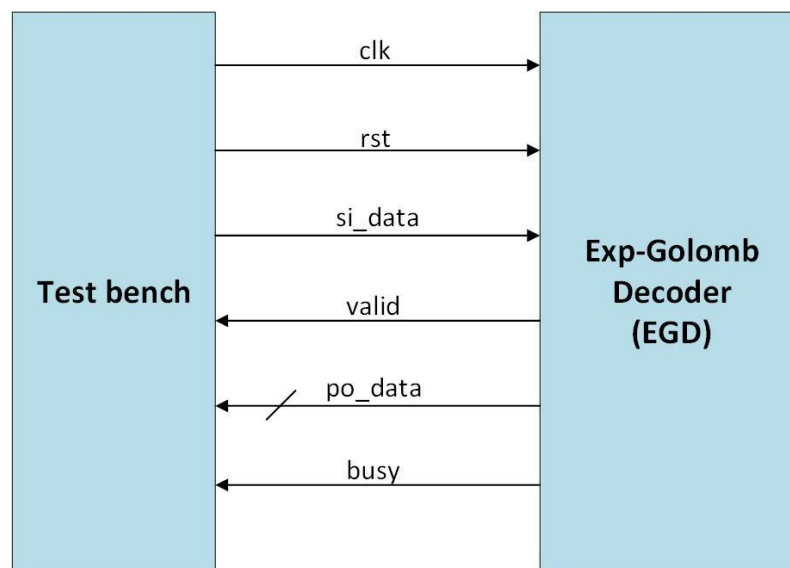 clk
rst
si_data
Test bench
valid
po_data
busy
Exp-Golomb
Decoder
(EGD)